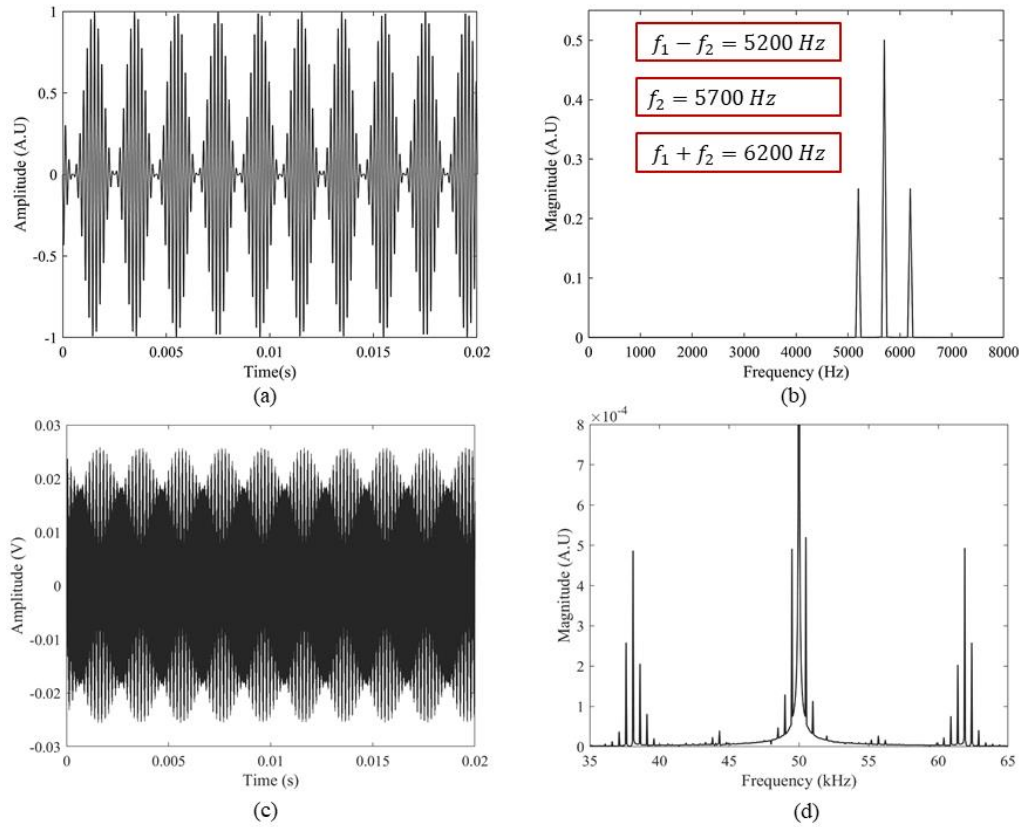 1
0.5
0
-0.5
-1
Amplitude (A.U)
0 0.005 0.01 0.015 0.02
Time(s)
(a)
0.5
0.4
0.3
0.2
0.1
0
Magnitude (A.U)
f₁ − f₂ = 5200 Hz
f₂ = 5700 Hz
f₁ + f₂ = 6200 Hz
0 1000 2000 3000 4000 5000 6000 7000 8000
Frequency (Hz)
(b)
0.03
0.02
0.01
0
-0.01
-0.02
-0.03
Amplitude (V)
0 0.005 0.01 0.015 0.02
Time (s)
(c)
×10⁻⁴
8
7
6
5
4
3
2
1
0
Magnitude (A.U)
35 40 45 50 55 60 65
Frequency (kHz)
(d)